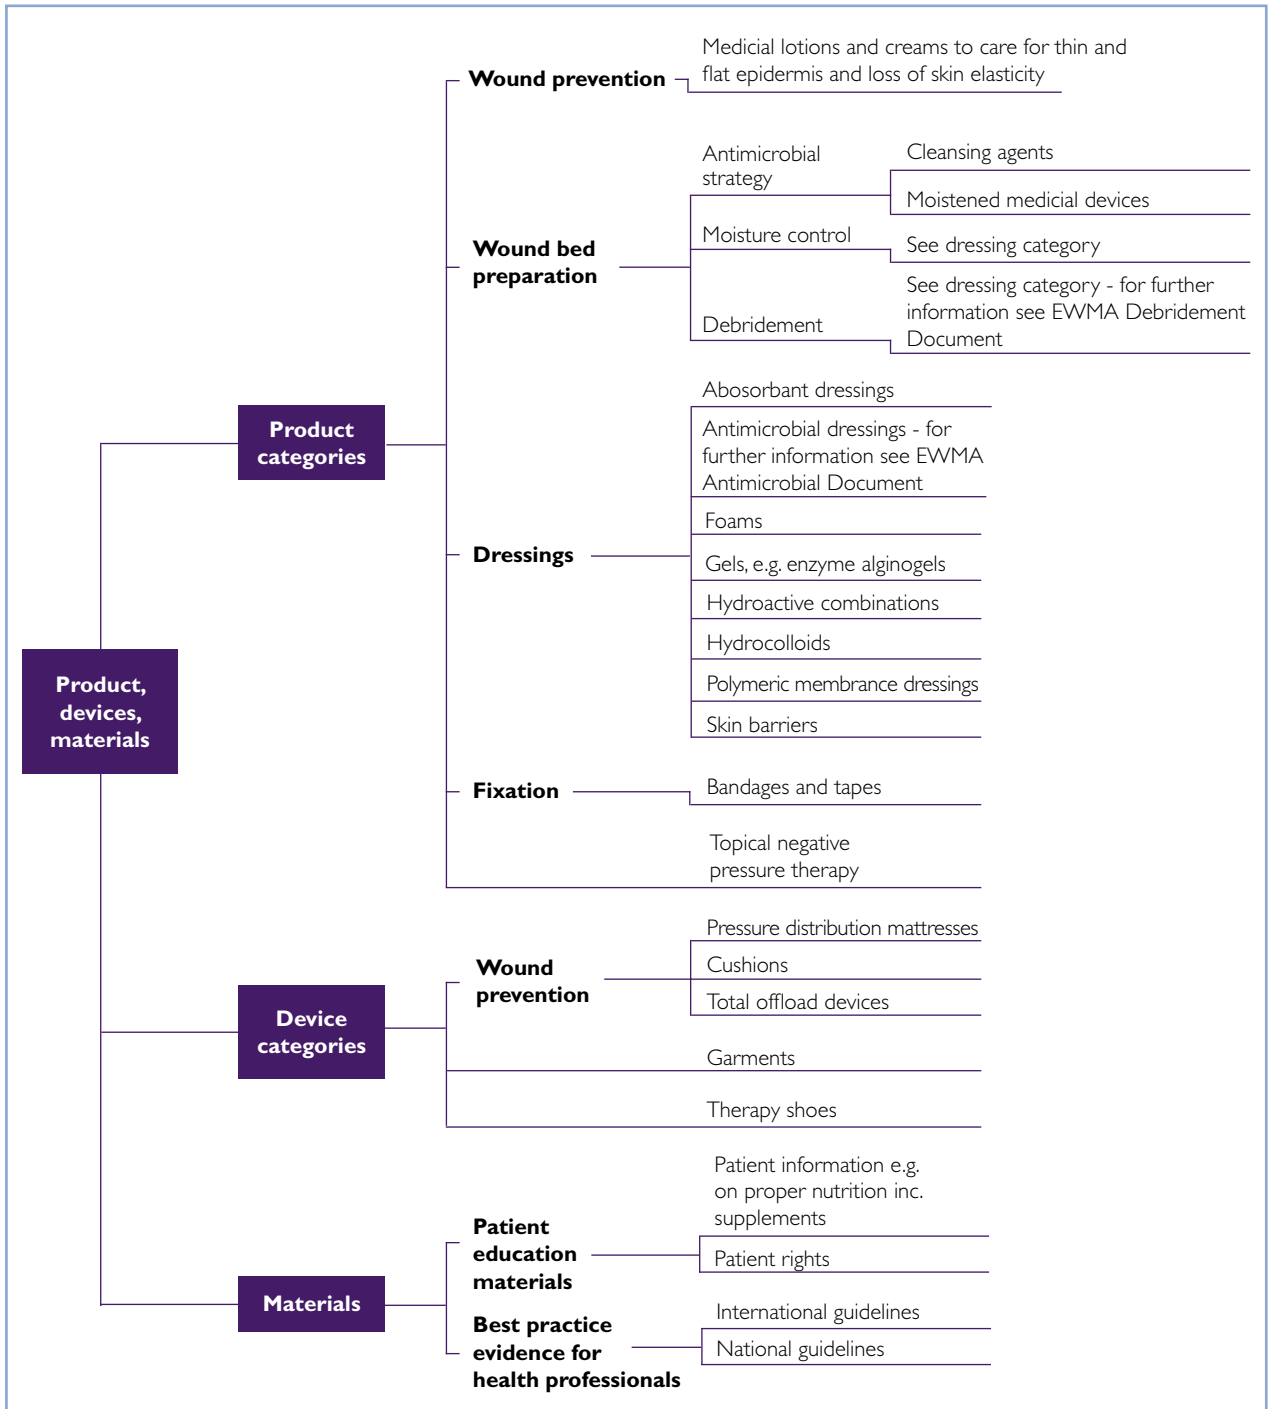 Product,
devices,
materials
Product
categories
Wound prevention
Medicial lotions and creams to care for thin and
flat epidermis and loss of skin elasticity
Wound bed
preparation
Antimicrobial
strategy
Cleansing agents
Moistened medicial devices
Moisture control
See dressing category
Debridement
See dressing category - for further
information see EWMA Debridement
Document
Dressings
Abosorbant dressings
Antimicrobial dressings - for
further information see EWMA
Antimicrobial Document
Foams
Gels, e.g. enzyme alginogels
Hydroactive combinations
Hydrocolloids
Polymeric membrance dressings
Skin barriers
Fixation
Bandages and tapes
Topical negative
pressure therapy
Device
categories
Wound
prevention
Pressure distribution mattresses
Cushions
Total offload devices
Garments
Therapy shoes
Materials
Patient
education
materials
Patient information e.g.
on proper nutrition inc.
supplements
Patient rights
Best practice
evidence for
health professionals
International guidelines
National guidelines